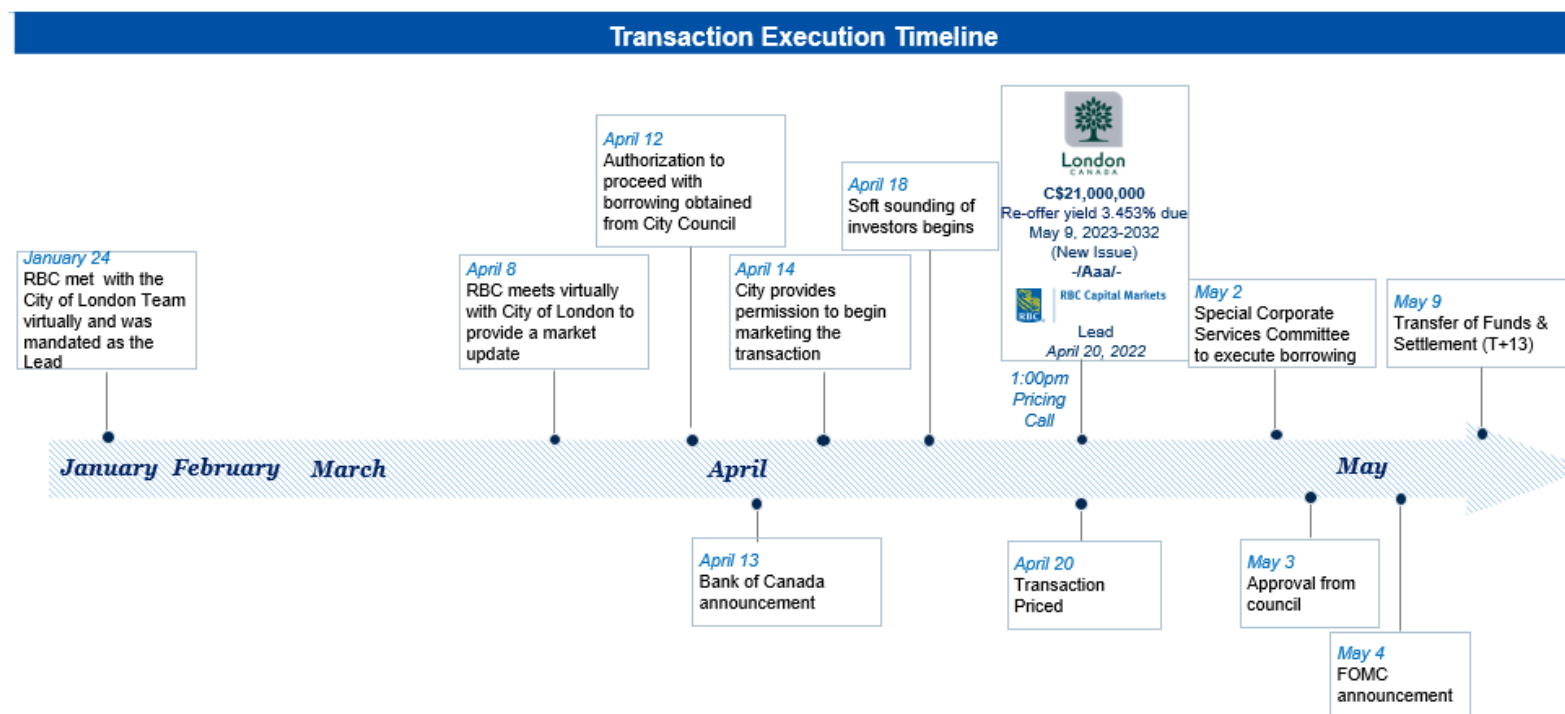 Transaction Execution Timeline
January 24
RBC met with the
City of London Team
virtually and was
mandated as the
Lead
April 8
RBC meets virtually
with City of London to
provide a market
update
April 12
Authorization to
proceed with
borrowing obtained
from City Council
April 14
City provides
permission to begin
marketing the
transaction
April 18
Soft sounding of
investors begins
London
CANADA
C$21,000,000
Re-offer yield 3.453% due
May 9, 2023-2032
(New Issue)
-/Aaa/-
RBC
RBC Capital Markets
Lead
April 20, 2022
1:00pm
Pricing
Call
May 2
Special Corporate
Services Committee
to execute borrowing
May 9
Transfer of Funds &
Settlement (T+13)
January February March April May
April 13
Bank of Canada
announcement
April 20
Transaction
Priced
May 3
Approval from
council
May 4
FOMC
announcement